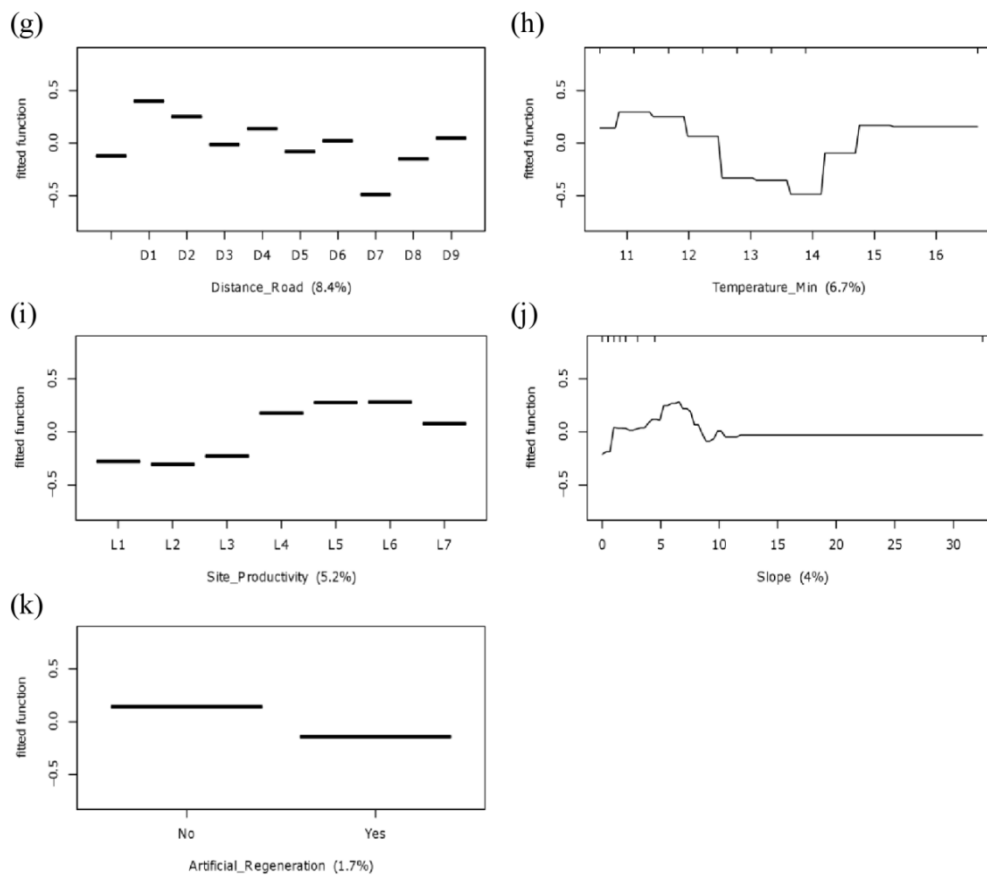 (g)
fitted function
0.5
0.0
−0.5
D1 D2 D3 D4 D5 D6 D7 D8 D9
Distance_Road (8.4%)
(h)
fitted function
0.5
0.0
−0.5
11 12 13 14 15 16
Temperature_Min (6.7%)
(i)
fitted function
0.5
0.0
−0.5
L1 L2 L3 L4 L5 L6 L7
Site_Productivity (5.2%)
(j)
fitted function
0.5
0.0
−0.5
0 5 10 15 20 25 30
Slope (4%)
(k)
fitted function
0.5
0.0
−0.5
No Yes
Artificial_Regeneration (1.7%)